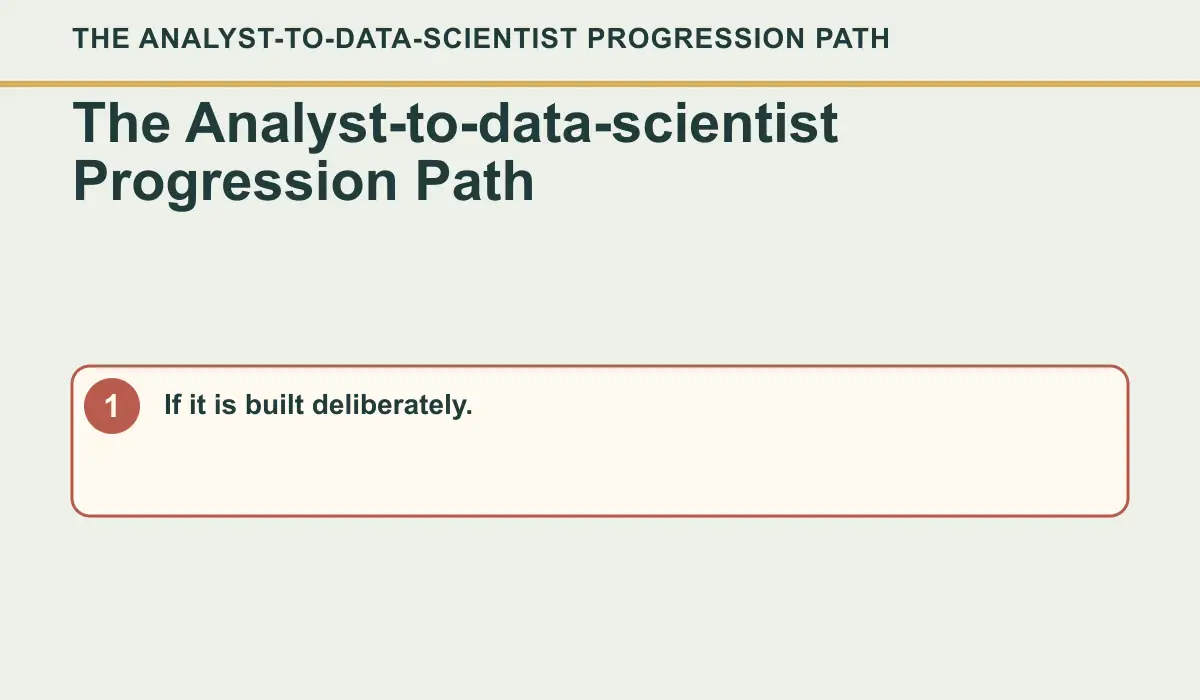 THE ANALYST-TO-DATA-SCIENTIST PROGRESSION PATH
The Analyst-to-data-scientist
Progression Path
1 If it is built deliberately.